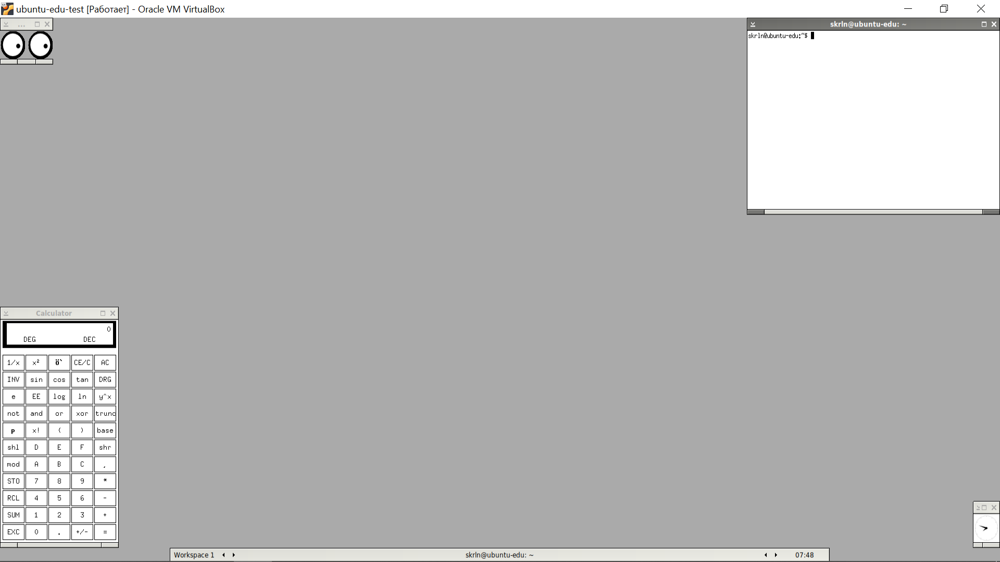 ubuntu-edu-test [Работает] - Oracle VM VirtualBox
...
skrln@ubuntu-edu: ~
skrln@ubuntu-edu:~$
Calculator
0
DEG DEC
1/x x² ö` CE/C AC
INV sin cos tan DRG
e EE log ln y^x
not and or xor trunc
p x! ( ) base
shl D E F shr
mod A B C ,
STO 7 8 9 *
RCL 4 5 6 -
SUM 1 2 3 +
EXC 0 . +/- =
Workspace 1 skrln@ubuntu-edu: ~ 07:48